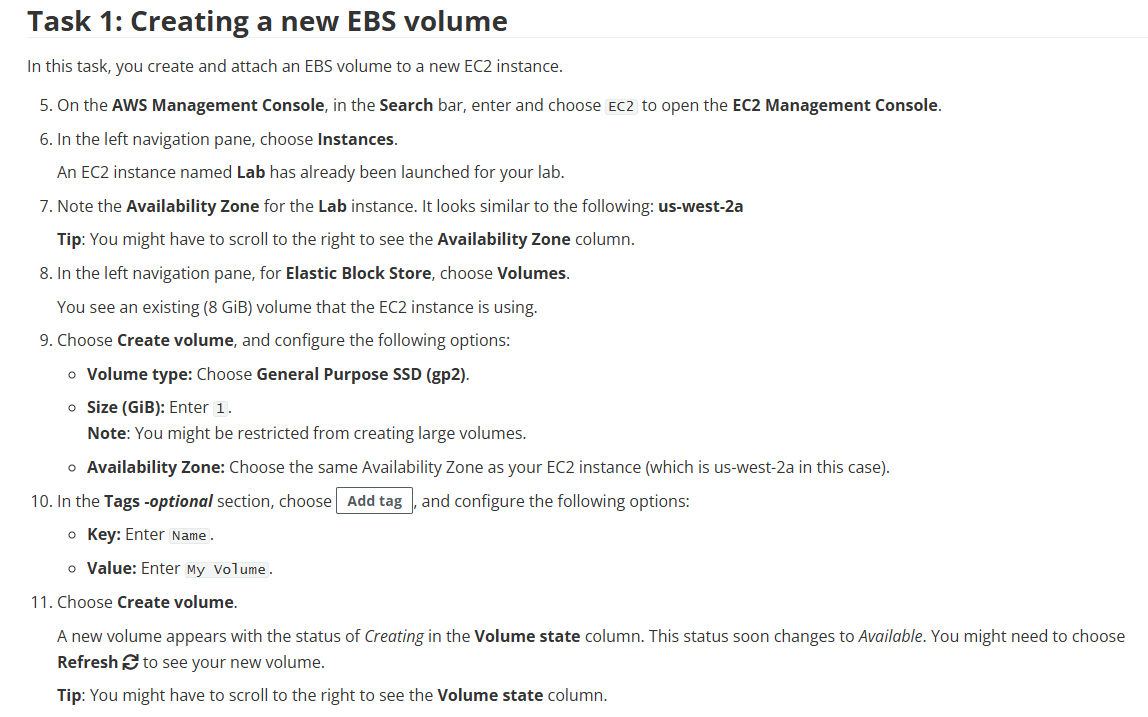 Task 1: Creating a new EBS volume
In this task, you create and attach an EBS volume to a new EC2 instance.
5. On the AWS Management Console, in the Search bar, enter and choose EC2 to open the EC2 Management Console.
6. In the left navigation pane, choose Instances.
An EC2 instance named Lab has already been launched for your lab.
7. Note the Availability Zone for the Lab instance. It looks similar to the following: us-west-2a
Tip: You might have to scroll to the right to see the Availability Zone column.
8. In the left navigation pane, for Elastic Block Store, choose Volumes.
You see an existing (8 GiB) volume that the EC2 instance is using.
9. Choose Create volume, and configure the following options:
Volume type: Choose General Purpose SSD (gp2).
Size (GiB): Enter 1.
Note: You might be restricted from creating large volumes.
Availability Zone: Choose the same Availability Zone as your EC2 instance (which is us-west-2a in this case).
10. In the Tags -optional section, choose Add tag, and configure the following options:
Key: Enter Name.
Value: Enter My Volume.
11. Choose Create volume.
A new volume appears with the status of Creating in the Volume state column. This status soon changes to Available. You might need to choose
Refresh to see your new volume.
Tip: You might have to scroll to the right to see the Volume state column.